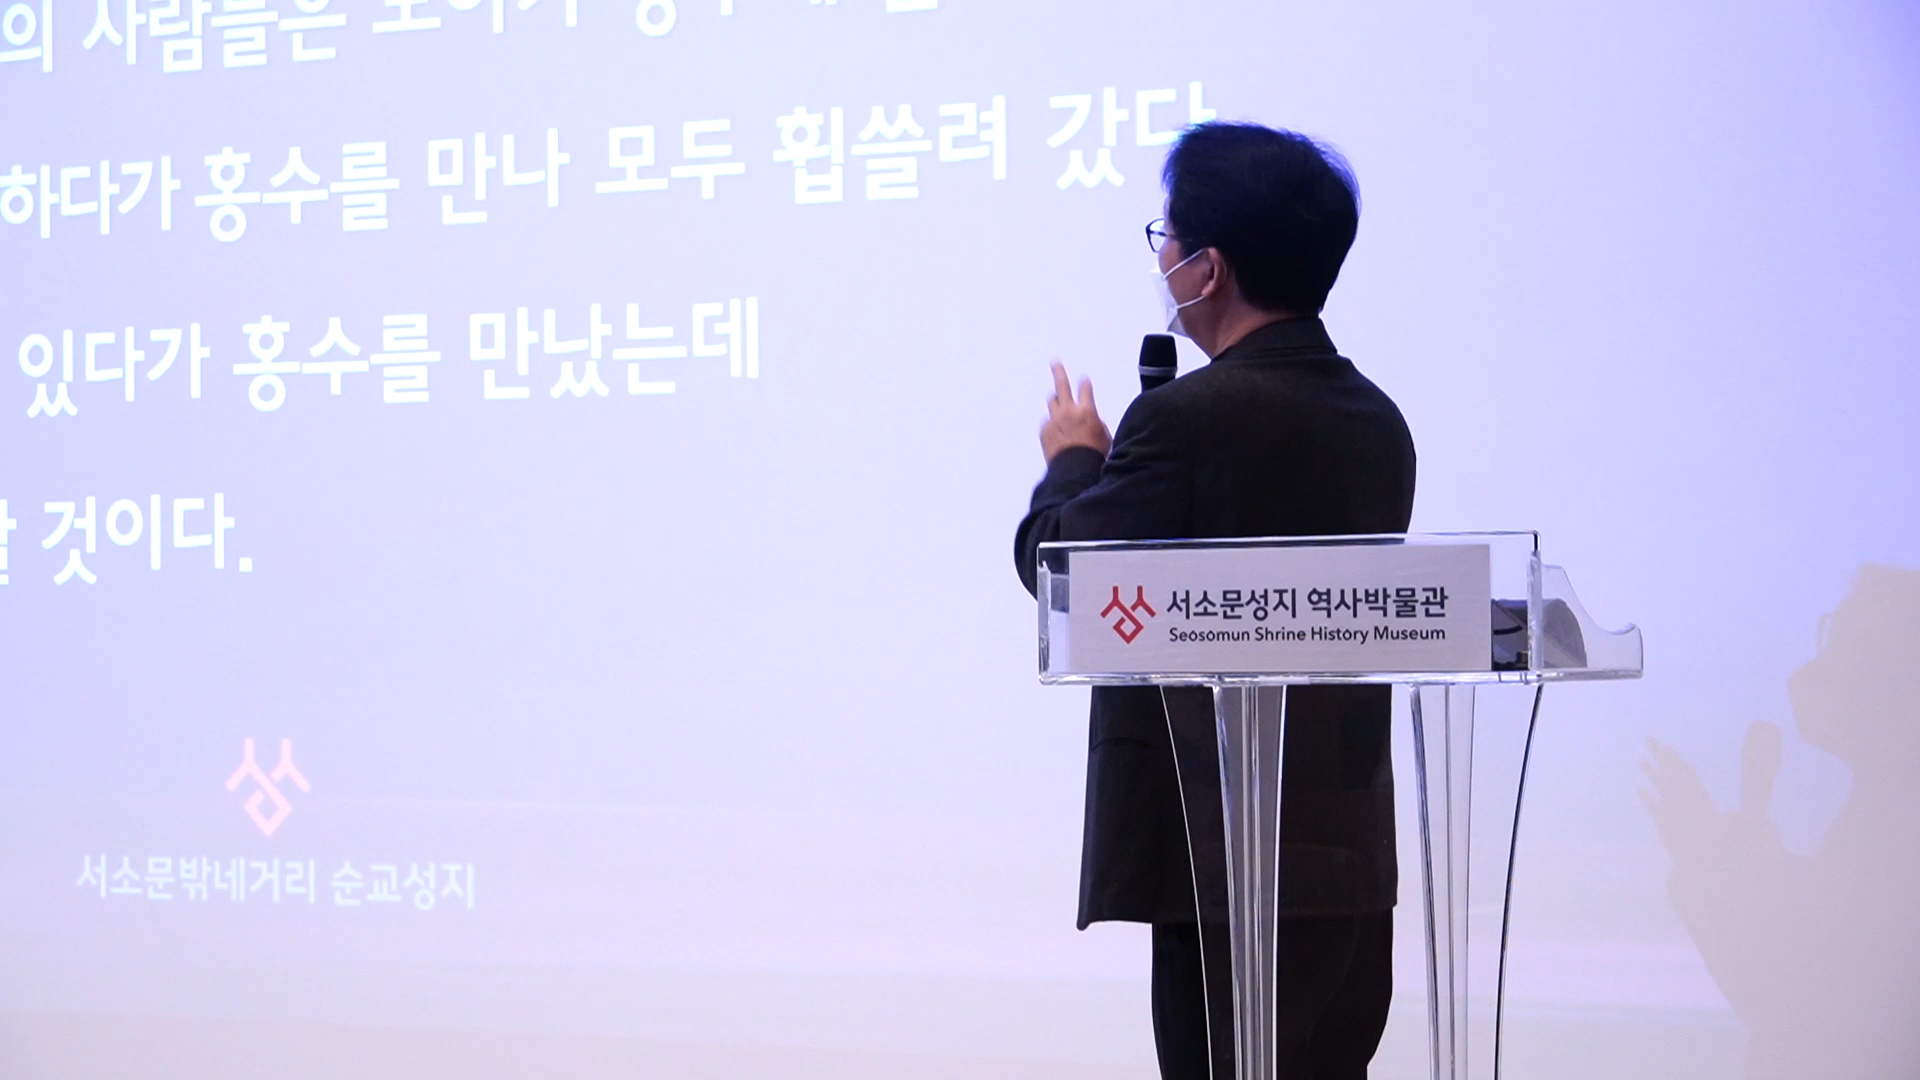 의 사람들은 노아가
하다가 홍수를 만나 모두 휩쓸려 갔다
있다가 홍수를 만났는데
것이다.
서소문밖네거리 순교성지
서소문성지 역사박물관
Seosomun Shrine History Museum